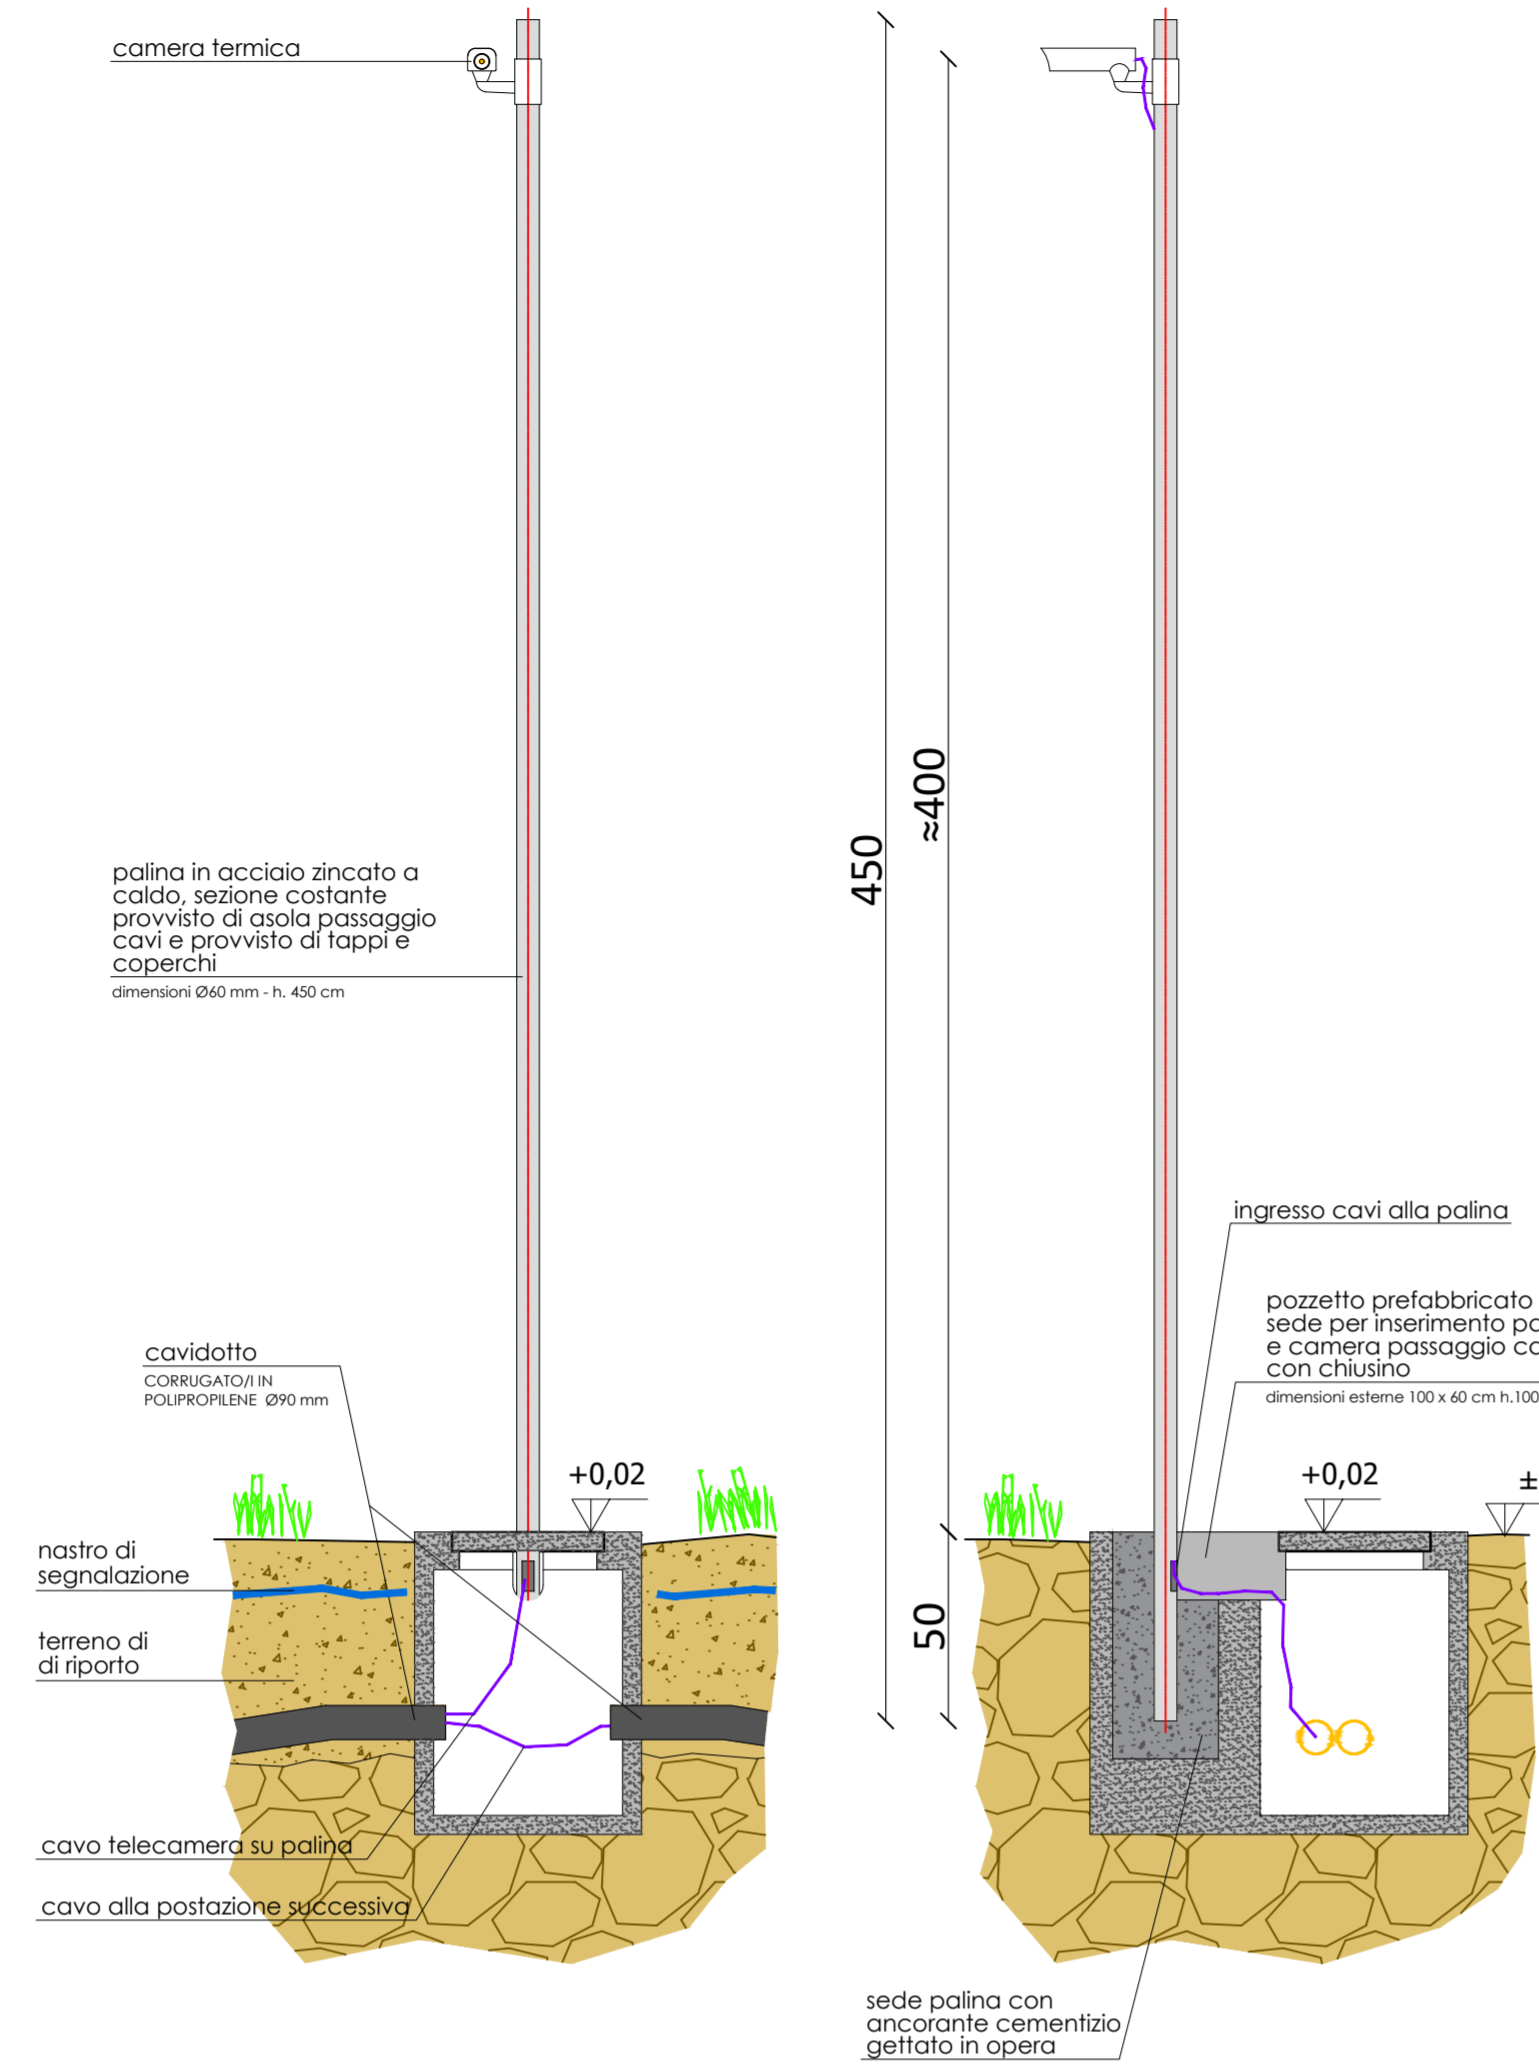 camera termica
450
≈400
palina in acciaio zincato a
caldo, sezione costante
provvisto di asola passaggio
cavi e provvisto di tappi e
coperchi
dimensioni Ø60 mm - h. 450 cm
ingresso cavi alla palina
pozzetto prefabbricato
sede per inserimento
e camera passaggio
con chiusino
dimensioni esterne 100 x 60 cm h.100
cavidotto
CORRUGATO/I IN
POLIPROPILENE Ø90 mm
+0,02
+0,02
±
nastro di
segnalazione
50
terreno di
di riporto
cavo telecamera su palina
cavo alla postazione successiva
sede palina con
ancorante cementizio
gettato in opera